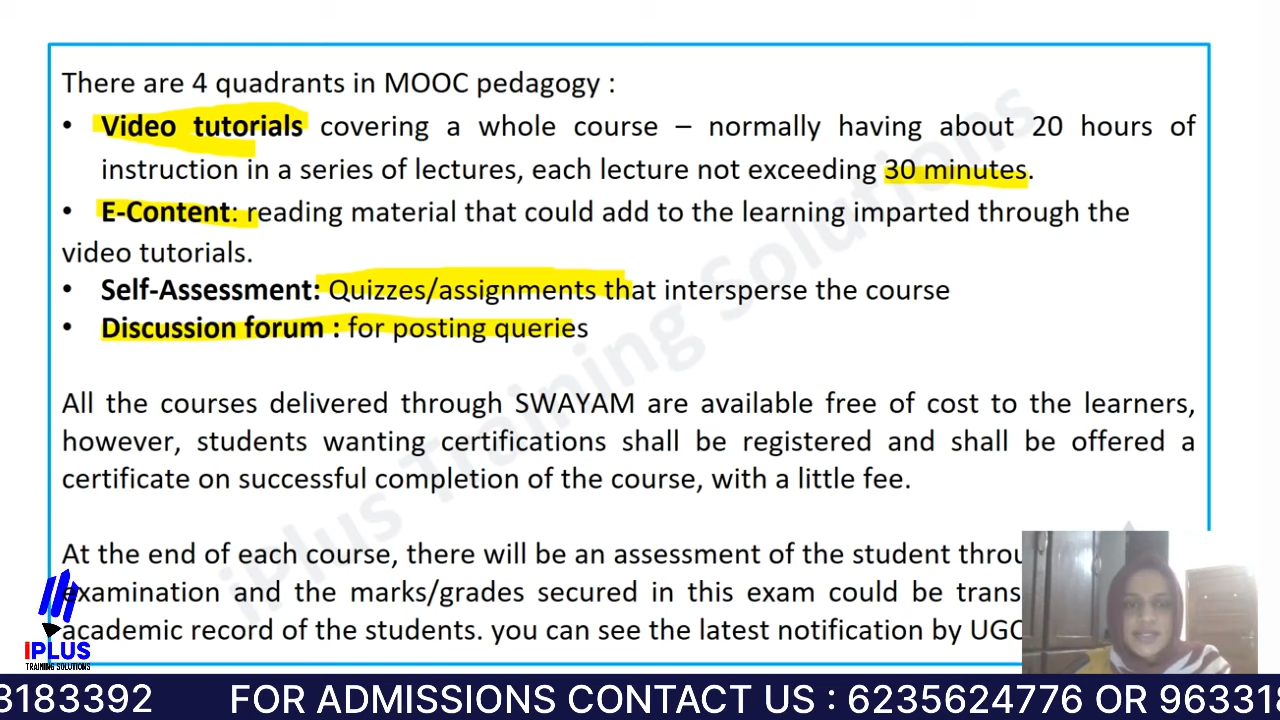 There are 4 quadrants in MOOC pedagogy :
• Video tutorials covering a whole course – normally having about 20 hours of
instruction in a series of lectures, each lecture not exceeding 30 minutes.
• E-Content: reading material that could add to the learning imparted through the
video tutorials.
• Self-Assessment: Quizzes/assignments that intersperse the course
• Discussion forum : for posting queries
All the courses delivered through SWAYAM are available free of cost to the learners,
however, students wanting certifications shall be registered and shall be offered a
certificate on successful completion of the course, with a little fee.
At the end of each course, there will be an assessment of the student
examination and the marks/grades secured in this exam could be
academic record of the students. you can see the latest notification by UGC
iPlus Training Solutions
IPLUS
TRAINING SOLUTIONS
8183392 FOR ADMISSIONS CONTACT US : 6235624776 OR 96331